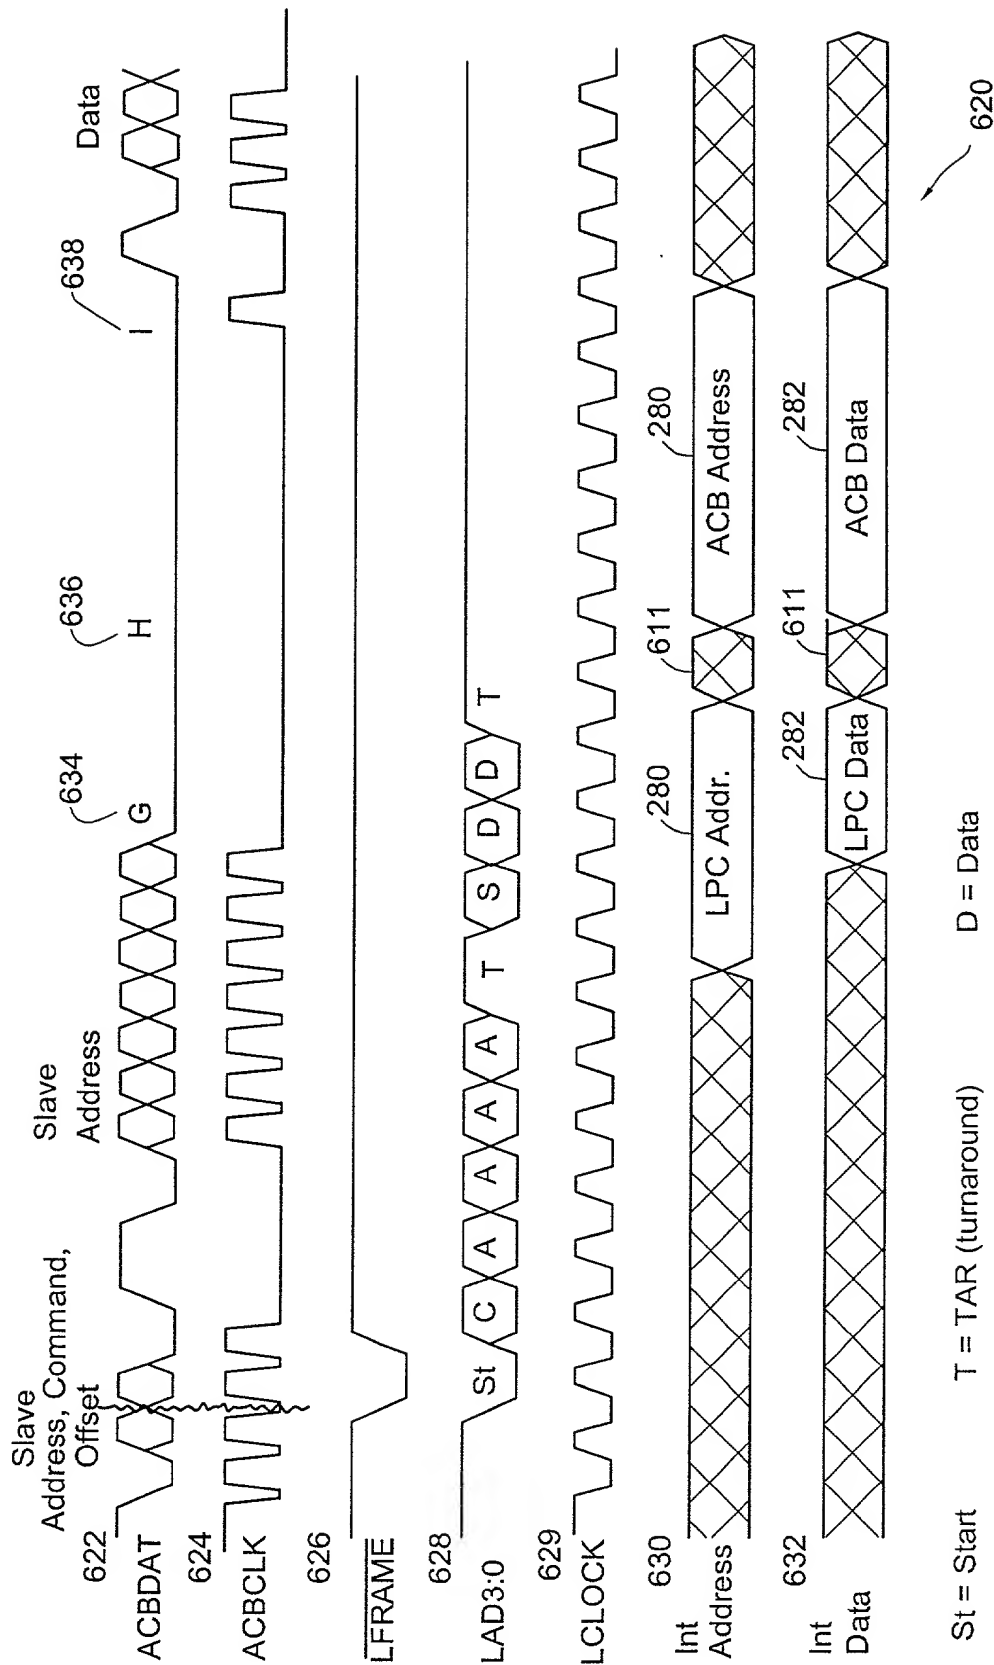 Slave
Address, Command,
Offset
Slave
Address
634
G
636
H
638
I
Data
622
ACBDAT
624
ACBCLK
626
LFRAME
628
LAD3:0
St C A A A A T S D D T
629
LCLOCK
630
Int
Address
LPC Addr.
280
611
ACB Address
280
632
Int
Data
LPC Data
282
611
ACB Data
282
620
St = Start
T = TAR (turnaround)
D = Data